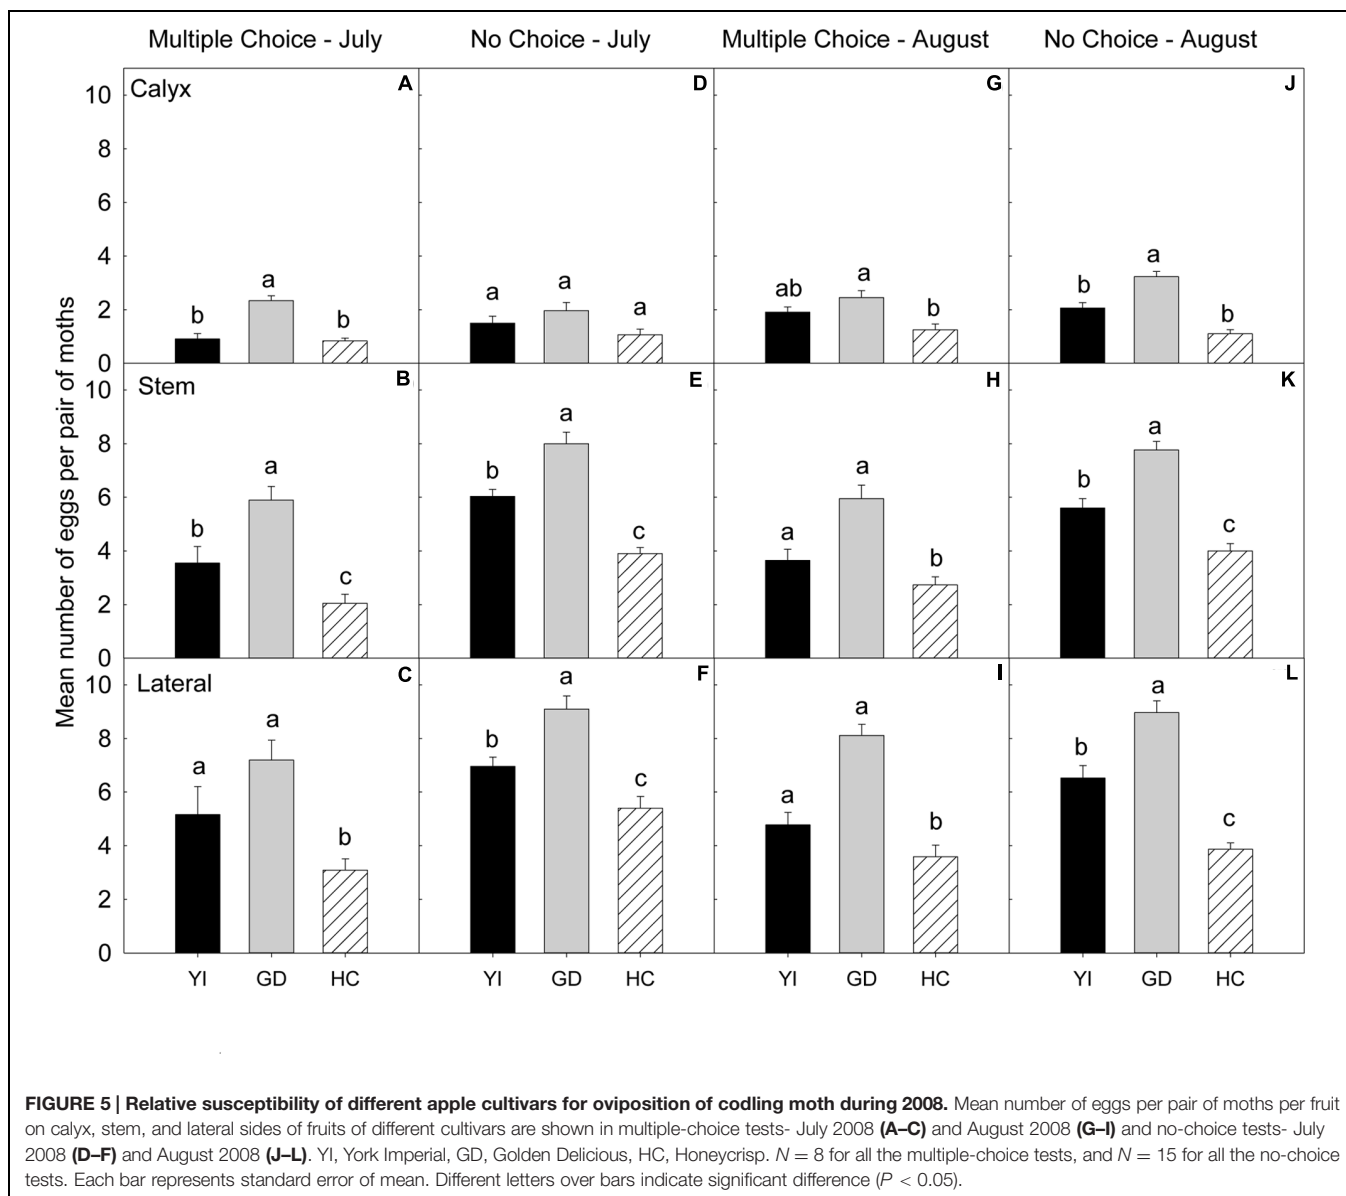 Multiple Choice - July No Choice - July Multiple Choice - August No Choice - August
Mean number of eggs per pair of moths
Calyx A D G J
10
8
6
4
2
0
b a b a a a ab a b b a b
Stem B E H K
10
8
6
4
2
0
b a c b a c a a b b a c
Lateral C F I L
10
8
6
4
2
0
a a b b a c a a b b a c
YI GD HC YI GD HC YI GD HC YI GD HC
FIGURE 5 | Relative susceptibility of different apple cultivars for oviposition of codling moth during 2008. Mean number of eggs per pair of moths per fruit
on calyx, stem, and lateral sides of fruits of different cultivars are shown in multiple-choice tests- July 2008 (A–C) and August 2008 (G–I) and no-choice tests- July
2008 (D–F) and August 2008 (J–L). YI, York Imperial, GD, Golden Delicious, HC, Honeycrisp. N = 8 for all the multiple-choice tests, and N = 15 for all the no-choice
tests. Each bar represents standard error of mean. Different letters over bars indicate significant difference (P < 0.05).